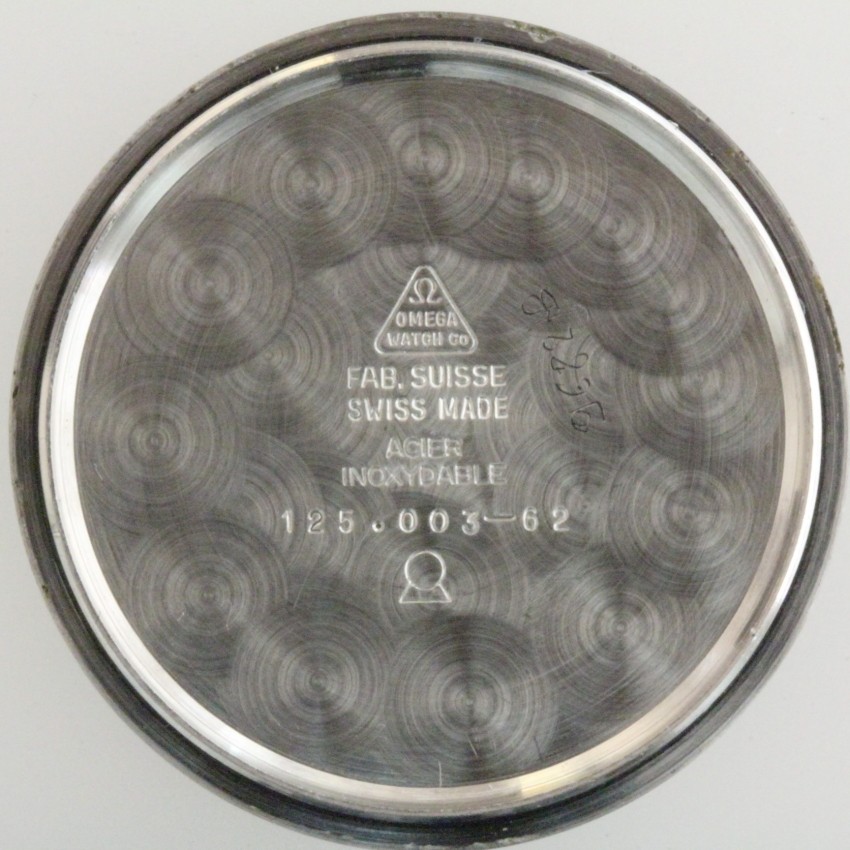 Ω
OMEGA
WATCH Co
FAB. SUISSE
SWISS MADE
ACIER
INOXYDABLE
125.003-62